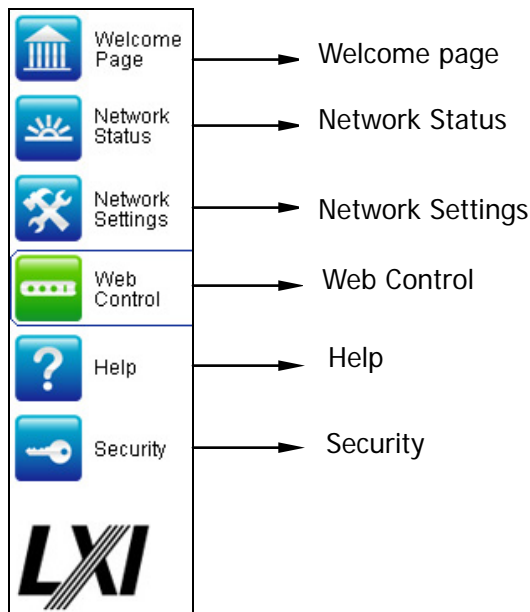 Welcome
Page
Welcome page
Network
Status
Network Status
Network
Settings
Network Settings
Web
Control
Web Control
Help
Help
Security
Security
LXI